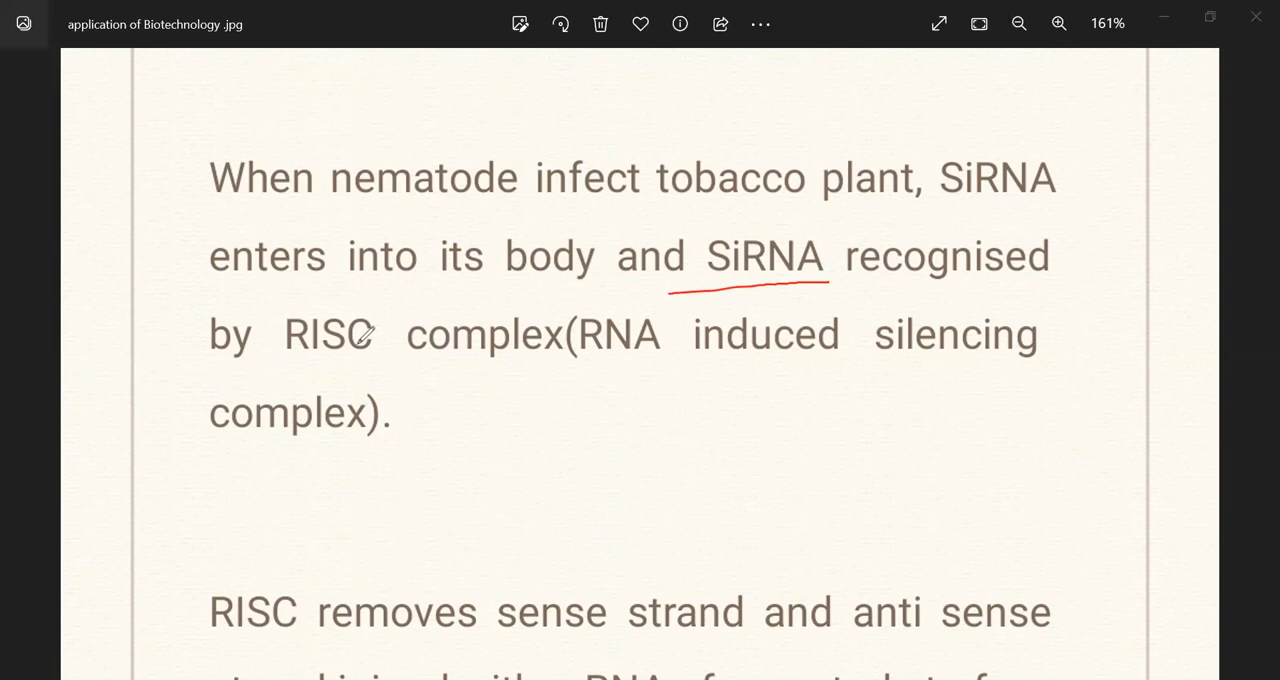 application of Biotechnology .jpg
161%
When nematode infect tobacco plant, SiRNA
enters into its body and SiRNA recognised
by RISC complex(RNA induced silencing
complex).
RISC removes sense strand and anti sense